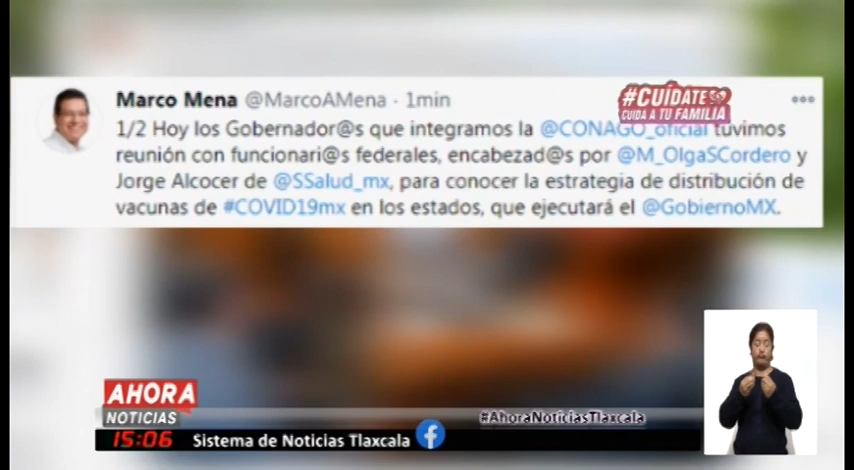 Marco Mena @MarcoAMena · 1min
#CUÍDATE
CUIDA A TU FAMILIA
1/2 Hoy los Gobernador@s que integramos la @CONAGO_oficial tuvimos
reunión con funcionari@s federales, encabezad@s por @M_OlgaSCordero y
Jorge Alcocer de @SSalud_mx, para conocer la estrategia de distribución de
vacunas de #COVID19mx en los estados, que ejecutará el @GobiernoMX.
AHORA
NOTICIAS
#AhoraNoticiasTlaxcala
15:06 Sistema de Noticias Tlaxcala f